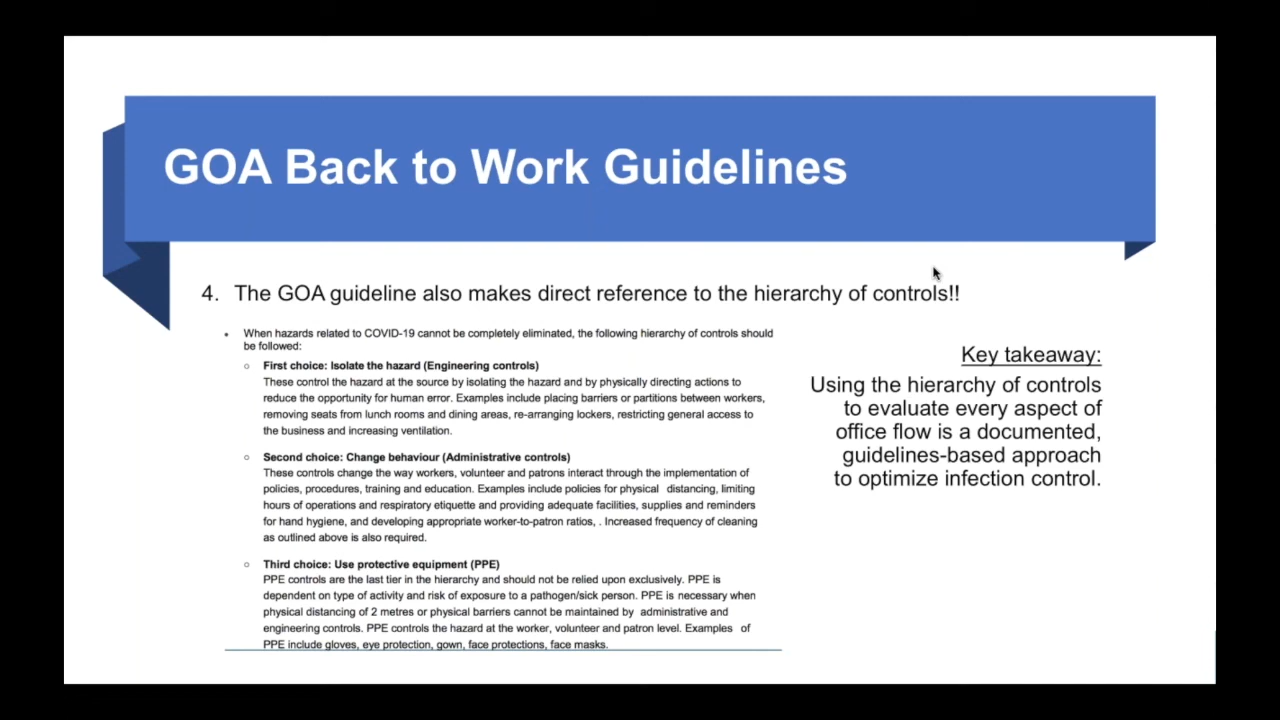 GOA Back to Work Guidelines
4. The GOA guideline also makes direct reference to the hierarchy of controls!!
• When hazards related to COVID-19 cannot be completely eliminated, the following hierarchy of controls should
be followed:
○ First choice: Isolate the hazard (Engineering controls)
These control the hazard at the source by isolating the hazard and by physically directing actions to
reduce the opportunity for human error. Examples include placing barriers or partitions between workers,
removing seats from lunch rooms and dining areas, re-arranging lockers, restricting general access to
the business and increasing ventilation.
○ Second choice: Change behaviour (Administrative controls)
These controls change the way workers, volunteer and patrons interact through the implementation of
policies, procedures, training and education. Examples include policies for physical distancing, limiting
hours of operations and respiratory etiquette and providing adequate facilities, supplies and reminders
for hand hygiene, and developing appropriate worker-to-patron ratios, . Increased frequency of cleaning
as outlined above is also required.
○ Third choice: Use protective equipment (PPE)
PPE controls are the last tier in the hierarchy and should not be relied upon exclusively. PPE is
dependent on type of activity and risk of exposure to a pathogen/sick person. PPE is necessary when
physical distancing of 2 metres or physical barriers cannot be maintained by administrative and
engineering controls. PPE controls the hazard at the worker, volunteer and patron level. Examples of
PPE include gloves, eye protection, gown, face protections, face masks.
Key takeaway:
Using the hierarchy of controls
to evaluate every aspect of
office flow is a documented,
guidelines-based approach
to optimize infection control.